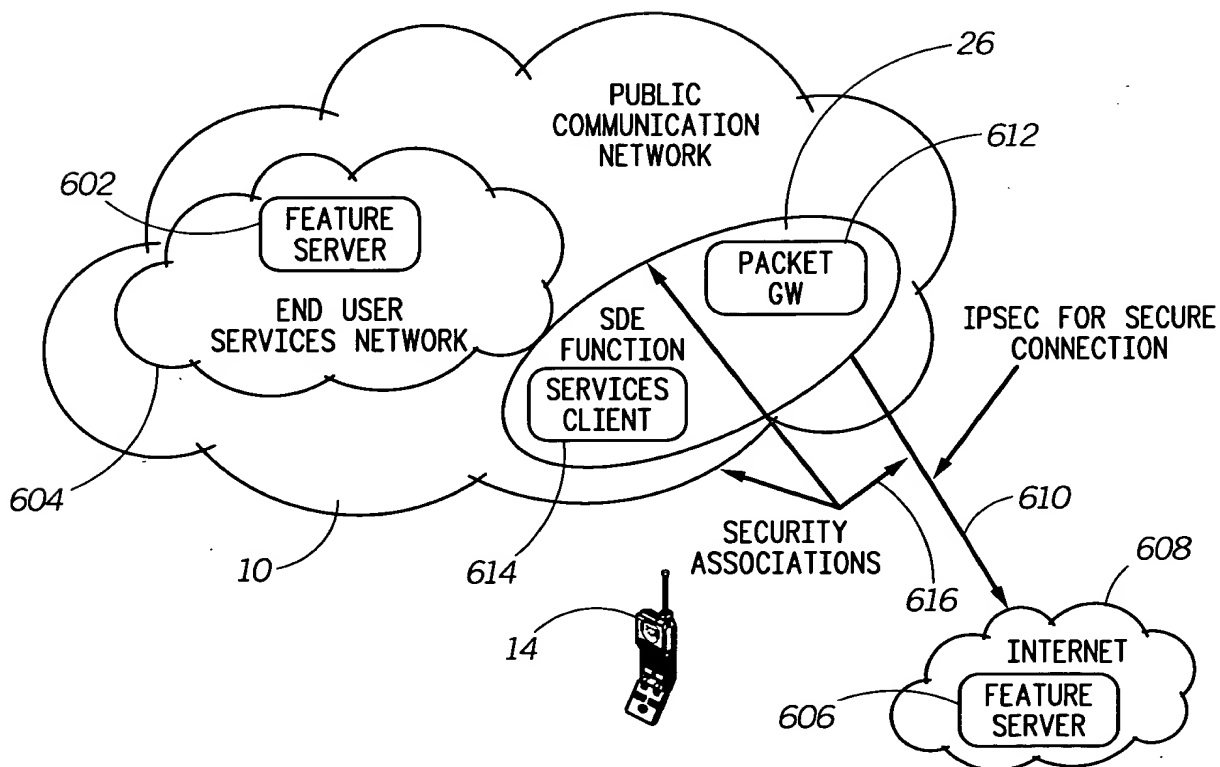 26
PUBLIC
COMMUNICATION
NETWORK
612
602
FEATURE
SERVER
PACKET
GW
END USER
SERVICES NETWORK
SDE
FUNCTION
IPSEC FOR SECURE
CONNECTION
SERVICES
CLIENT
604
10
614
SECURITY
ASSOCIATIONS
610
616
608
14
INTERNET
606
FEATURE
SERVER